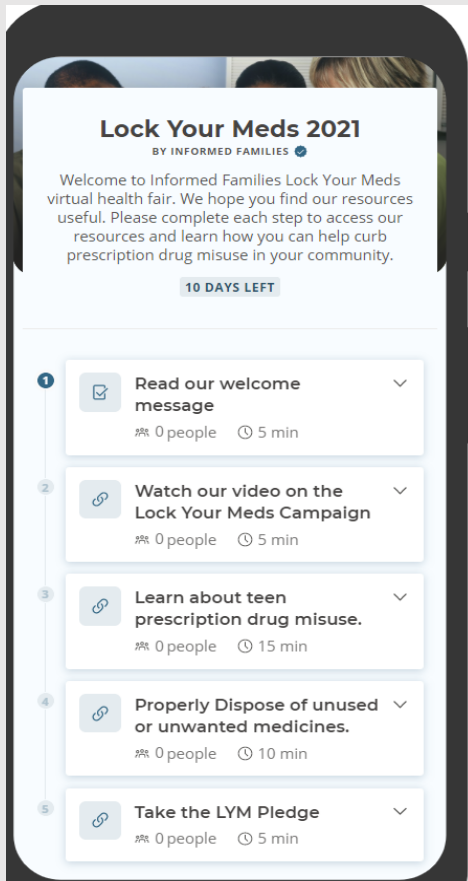 Lock Your Meds 2021
BY INFORMED FAMILIES
Welcome to Informed Families Lock Your Meds
virtual health fair. We hope you find our resources
useful. Please complete each step to access our
resources and learn how you can help curb
prescription drug misuse in your community.
10 DAYS LEFT
1
Read our welcome
message
0 people 5 min
2
Watch our video on the
Lock Your Meds Campaign
0 people 5 min
3
Learn about teen
prescription drug misuse.
0 people 15 min
4
Properly Dispose of unused
or unwanted medicines.
0 people 10 min
5
Take the LYM Pledge
0 people 5 min